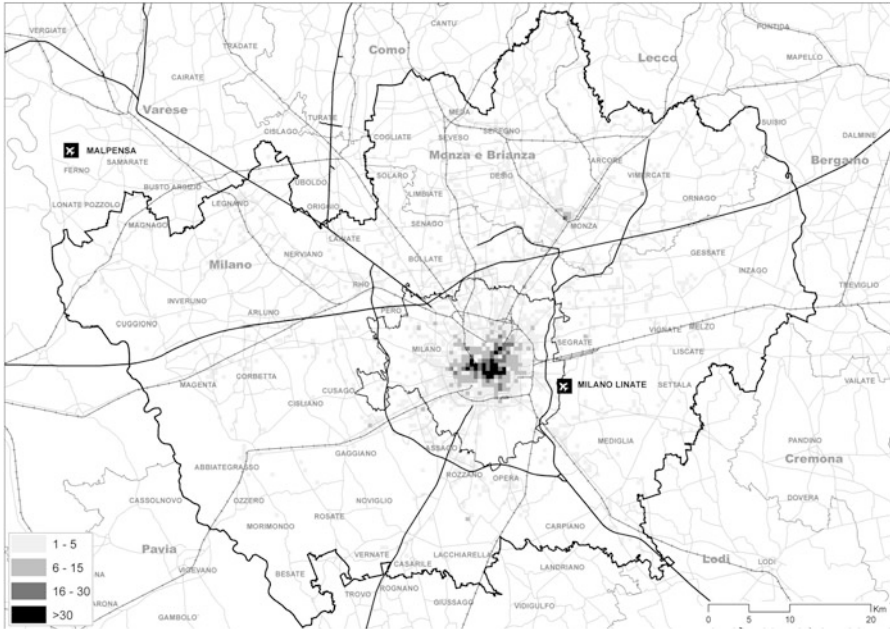 VERGIATE
CANTU
PONTIDA
TRADATE
Como
Lecco
MAPELLO
CAIRATE
Varese
MEDA
TURATE
SUISIO
CISLAGO
COGLIATE
SEVESO
SEREGNO
DALMINE
MALPENSA
SAMARATE
Monza e Brianza
ARCORE
Bergamo
FERNO
UBOLDO
SOLARO
DESIO
VIMERCATE
BUSTO ARSIZIO
LIMBIATE
LONATE POZZOLO
LEGNANO
ORIGGIO
ORNAGO
MAGNAGO
SENAGO
MONZA
LAINATE
NERVIANO
BOLLATE
GESSATE
Milano
INZAGO
RHO
TREVIGLIO
INVERUNO
ARLUNO
PERO
CUGGIONO
VIGNATE
MELZO
SEGRATE
MILANO
LISCATE
MAGENTA
CORBETTA
CUSAGO
MILANO LINATE
SETTALA
VAILATE
CISLIANO
MEDIGLIA
PANDINO
GAGGIANO
ASSAGO
Cremona
ABBIATEGRASSO
ROZZANO
OPERA
CASSOLNOVO
OZZERO
NOVIGLIO
DOVERA
ROSATE
MORIMONDO
CARPIANO
1 - 5
Pavia
VERNATE
LACCHIARELLA
Lodi
LODI
6 - 15
VIGEVANO
BESATE
CASARILE
LANDRIANO
16 - 30
ROGNANO
TROVO
GIUSSAGO
VIDIGULFO
>30
GAMBOLO
Km
0 5 10 20